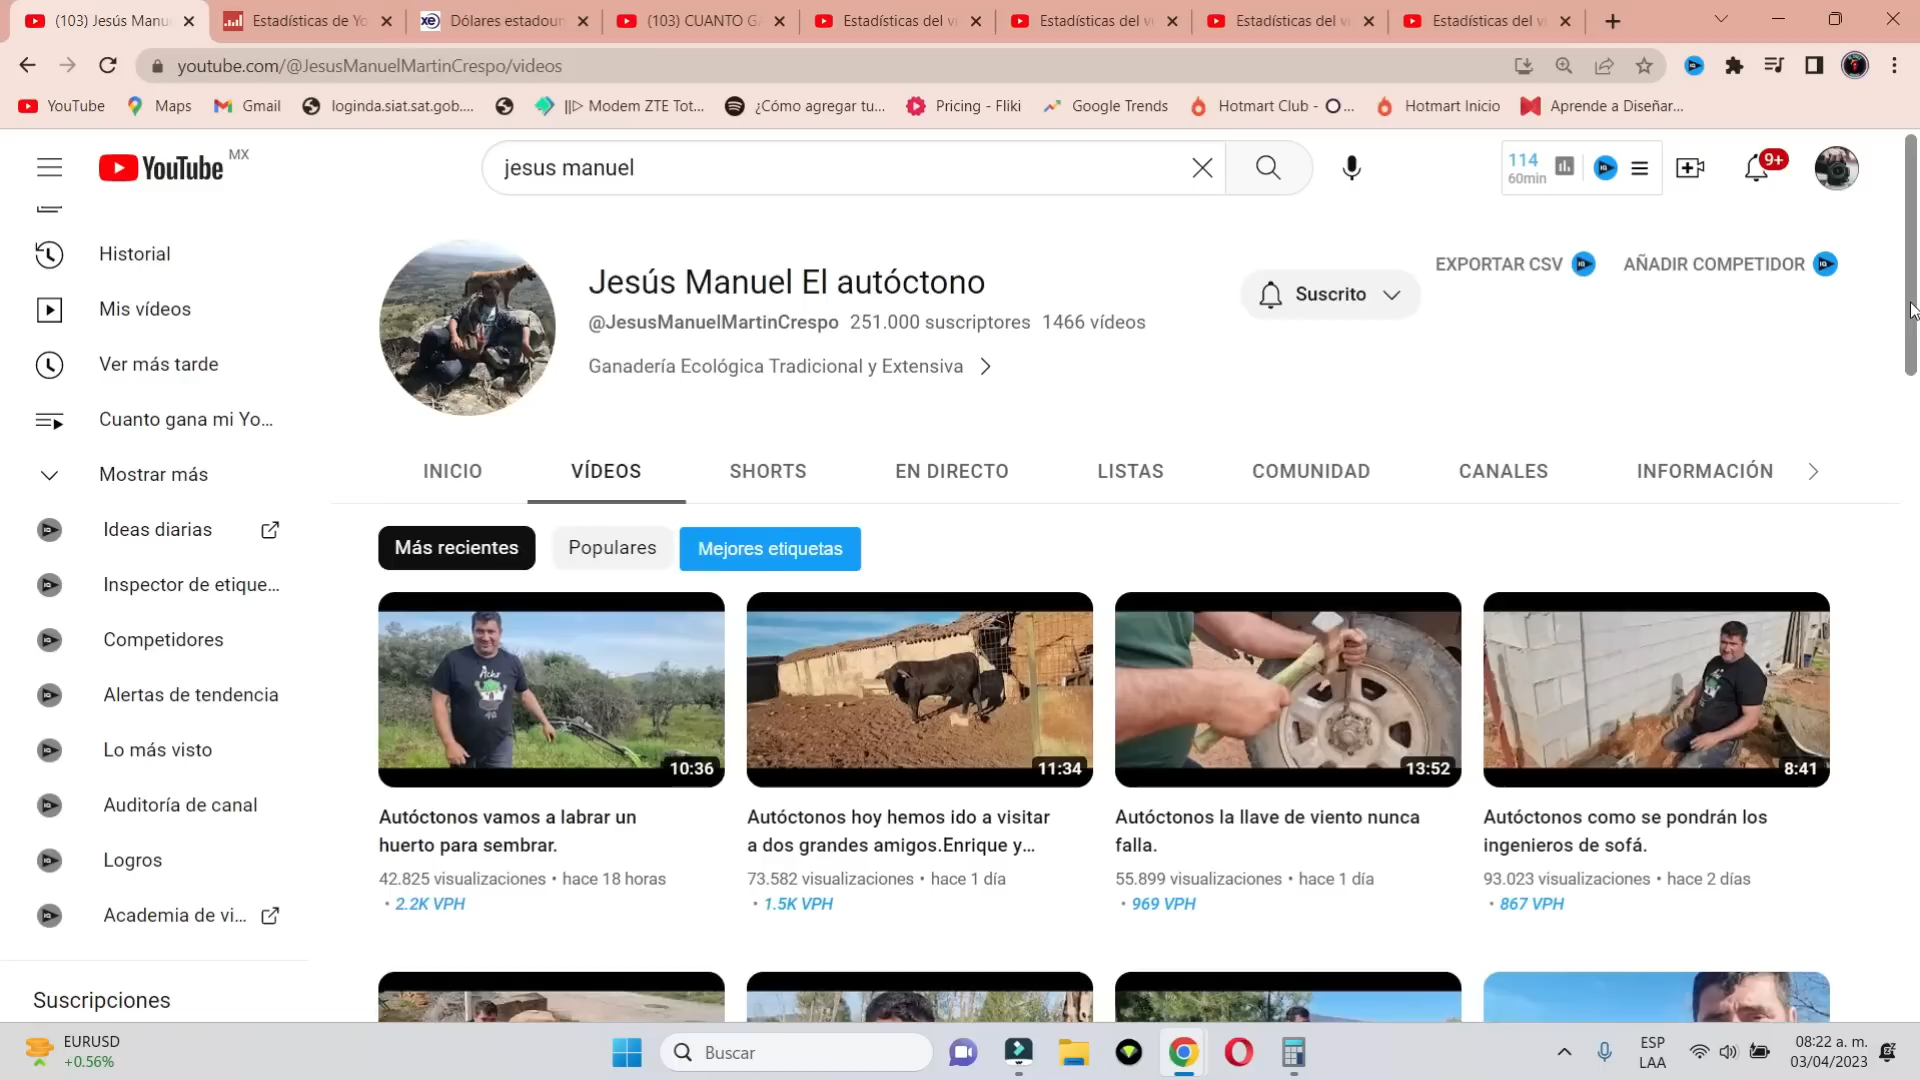 (103) Jesús Manue
Estadísticas de Yo
Dólares estadoun
(103) CUANTO GA
Estadísticas del vi
Estadísticas del vi
Estadísticas del vi
Estadísticas del vi
youtube.com/@JesusManuelMartinCrespo/videos
YouTube
Maps
Gmail
loginda.siat.sat.gob....
||▷ Modem ZTE Tot...
¿Cómo agregar tu...
Pricing - Fliki
Google Trends
Hotmart Club - O...
Hotmart Inicio
Aprende a Diseñar...
YouTube MX
jesus manuel
114
60min
9+
Historial
Mis vídeos
Ver más tarde
Cuanto gana mi Yo...
Mostrar más
Ideas diarias
Inspector de etique...
Competidores
Alertas de tendencia
Lo más visto
Auditoría de canal
Logros
Academia de vi...
Suscripciones
Jesús Manuel El autóctono
@JesusManuelMartinCrespo 251.000 suscriptores 1466 vídeos
Ganadería Ecológica Tradicional y Extensiva
Suscrito
EXPORTAR CSV
AÑADIR COMPETIDOR
INICIO
VÍDEOS
SHORTS
EN DIRECTO
LISTAS
COMUNIDAD
CANALES
INFORMACIÓN
Más recientes
Populares
Mejores etiquetas
10:36
11:34
13:52
8:41
Autóctonos vamos a labrar un
huerto para sembrar.
42.825 visualizaciones • hace 18 horas
• 2.2K VPH
Autóctonos hoy hemos ido a visitar
a dos grandes amigos.Enrique y...
73.582 visualizaciones • hace 1 día
• 1.5K VPH
Autóctonos la llave de viento nunca
falla.
55.899 visualizaciones • hace 1 día
• 969 VPH
Autóctonos como se pondrán los
ingenieros de sofá.
93.023 visualizaciones • hace 2 días
• 867 VPH
EURUSD
+0.56%
Buscar
ESP
LAA
08:22 a. m.
03/04/2023